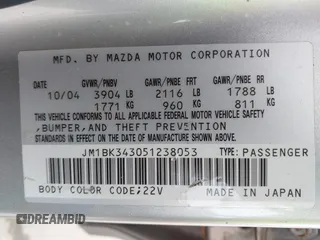 MFD. BY MAZDA MOTOR CORPORATION
GVWR/PNBV GAWR/PNBE FRT GAWR/PNBE RR
10/04 3904 LB 2116 LB 1788 LB
1771 KG 960 KG 811 KG
THIS VEHICLE CONFORMS TO ALL APPLICABLE
FEDERAL MOTOR VEHICLE SAFETY
,BUMPER,AND THEFT PREVENTION
STANDARDS IN EFFECT ON THE DATE OF MANUFACTURE SHOWN ABOVE.
JM1BK343051238053 TYPE:PASSENGER
BODY COLOR CODE;22V MADE IN JAPAN
DREAMBID